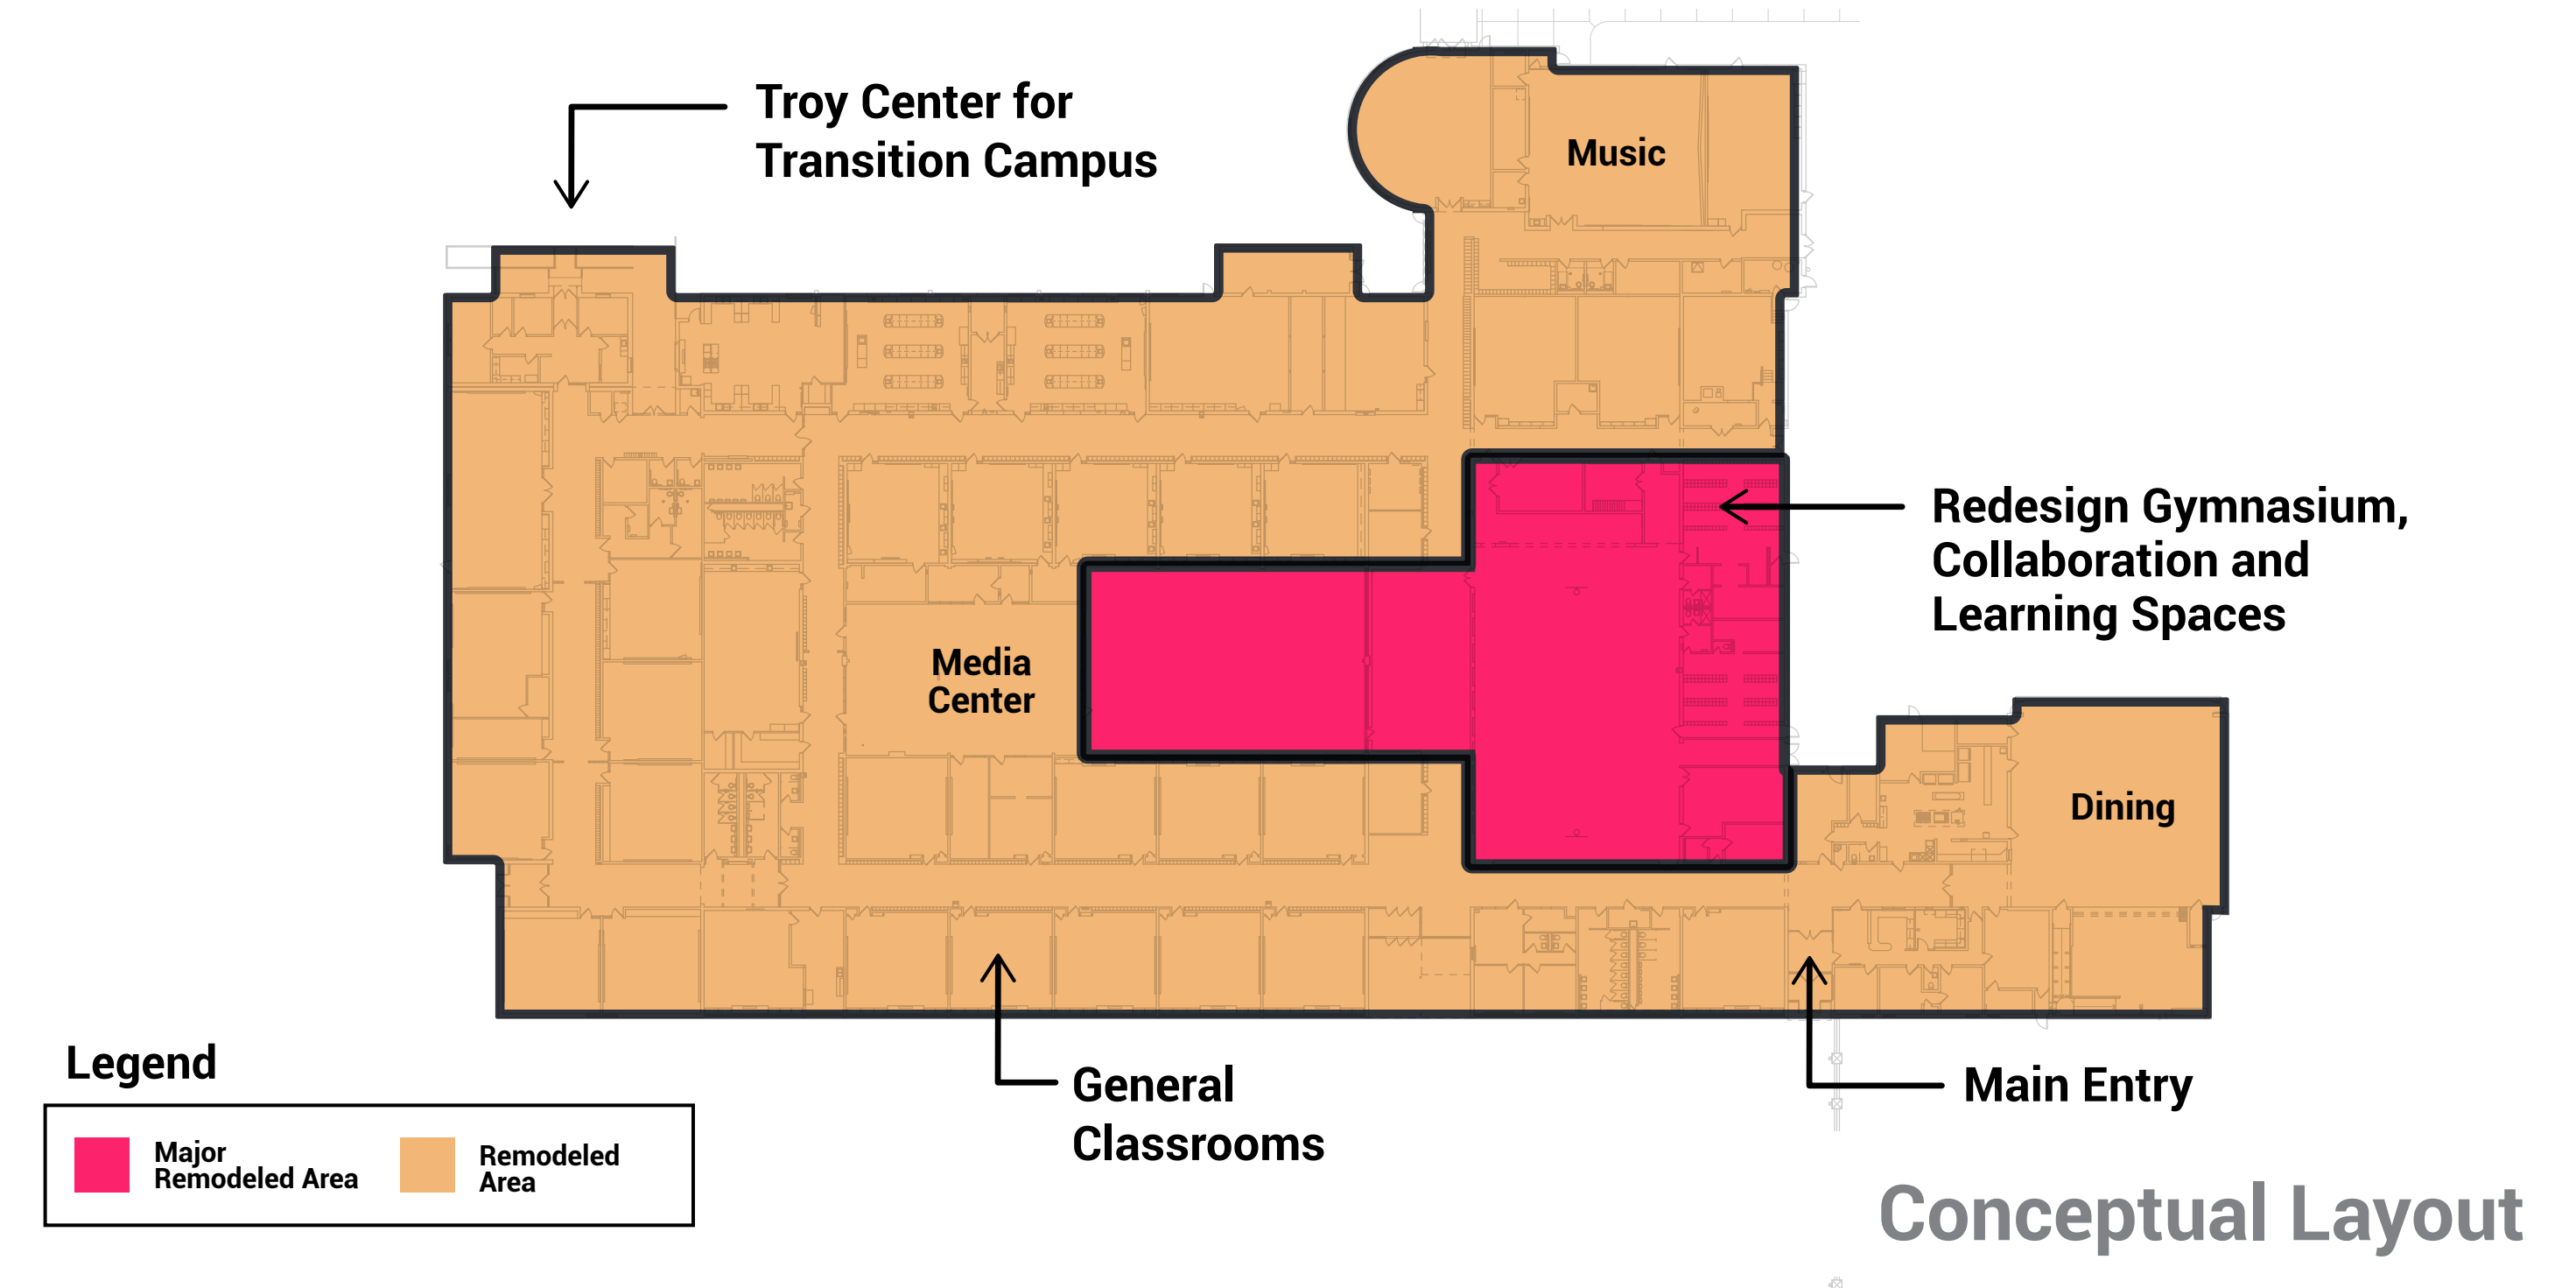 Troy Center for
Transition Campus
Music
Redesign Gymnasium,
Collaboration and
Learning Spaces
Media
Center
Dining
General
Classrooms
Main Entry
Legend
Major
Remodeled Area
Remodeled
Area
Conceptual Layout